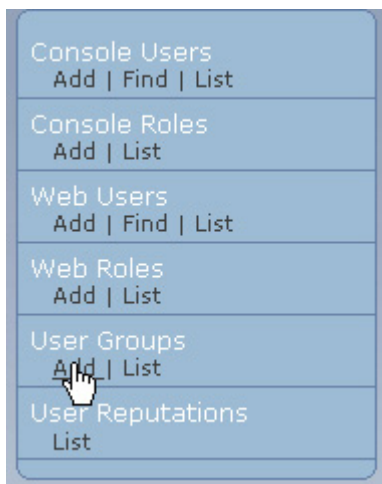 Console Users
Add | Find | List
Console Roles
Add | List
Web Users
Add | Find | List
Web Roles
Add | List
User Groups
Add | List
User Reputations
List